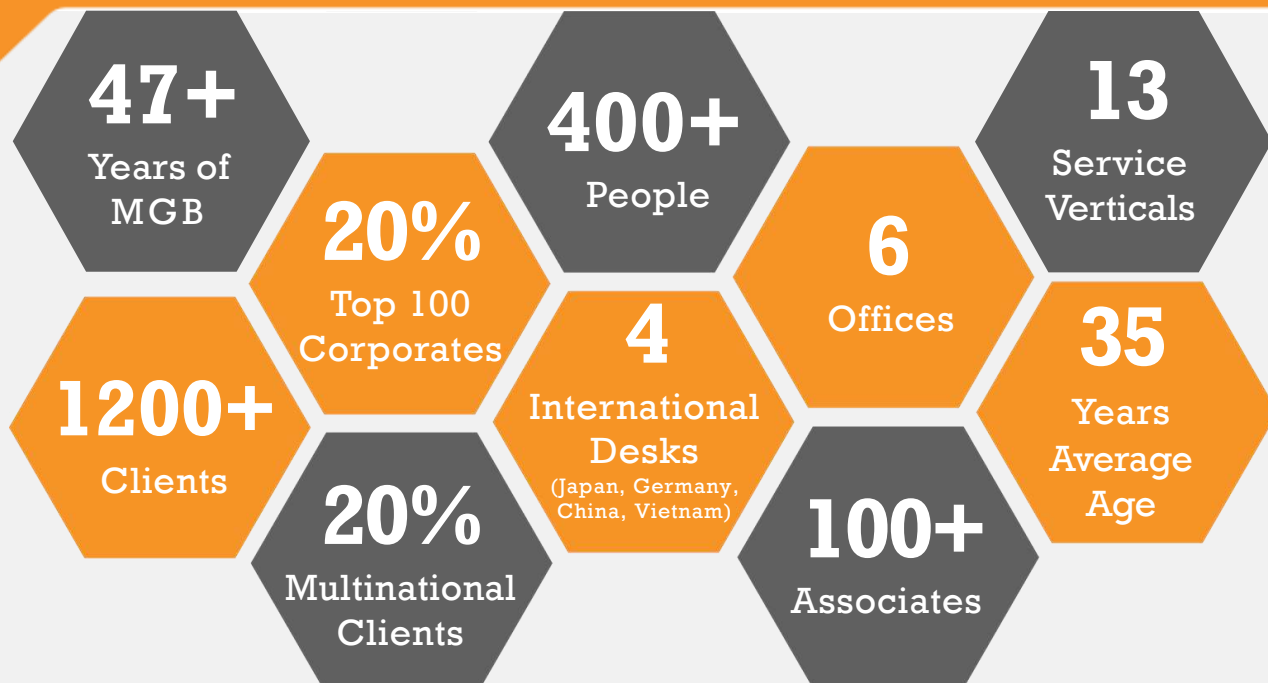 47+
Years of
MGB
20%
Top 100
Corporates
400+
People
6
Offices
13
Service
Verticals
1200+
Clients
20%
Multinational
Clients
4
International
Desks
(Japan, Germany,
China, Vietnam)
100+
Associates
35
Years
Average
Age